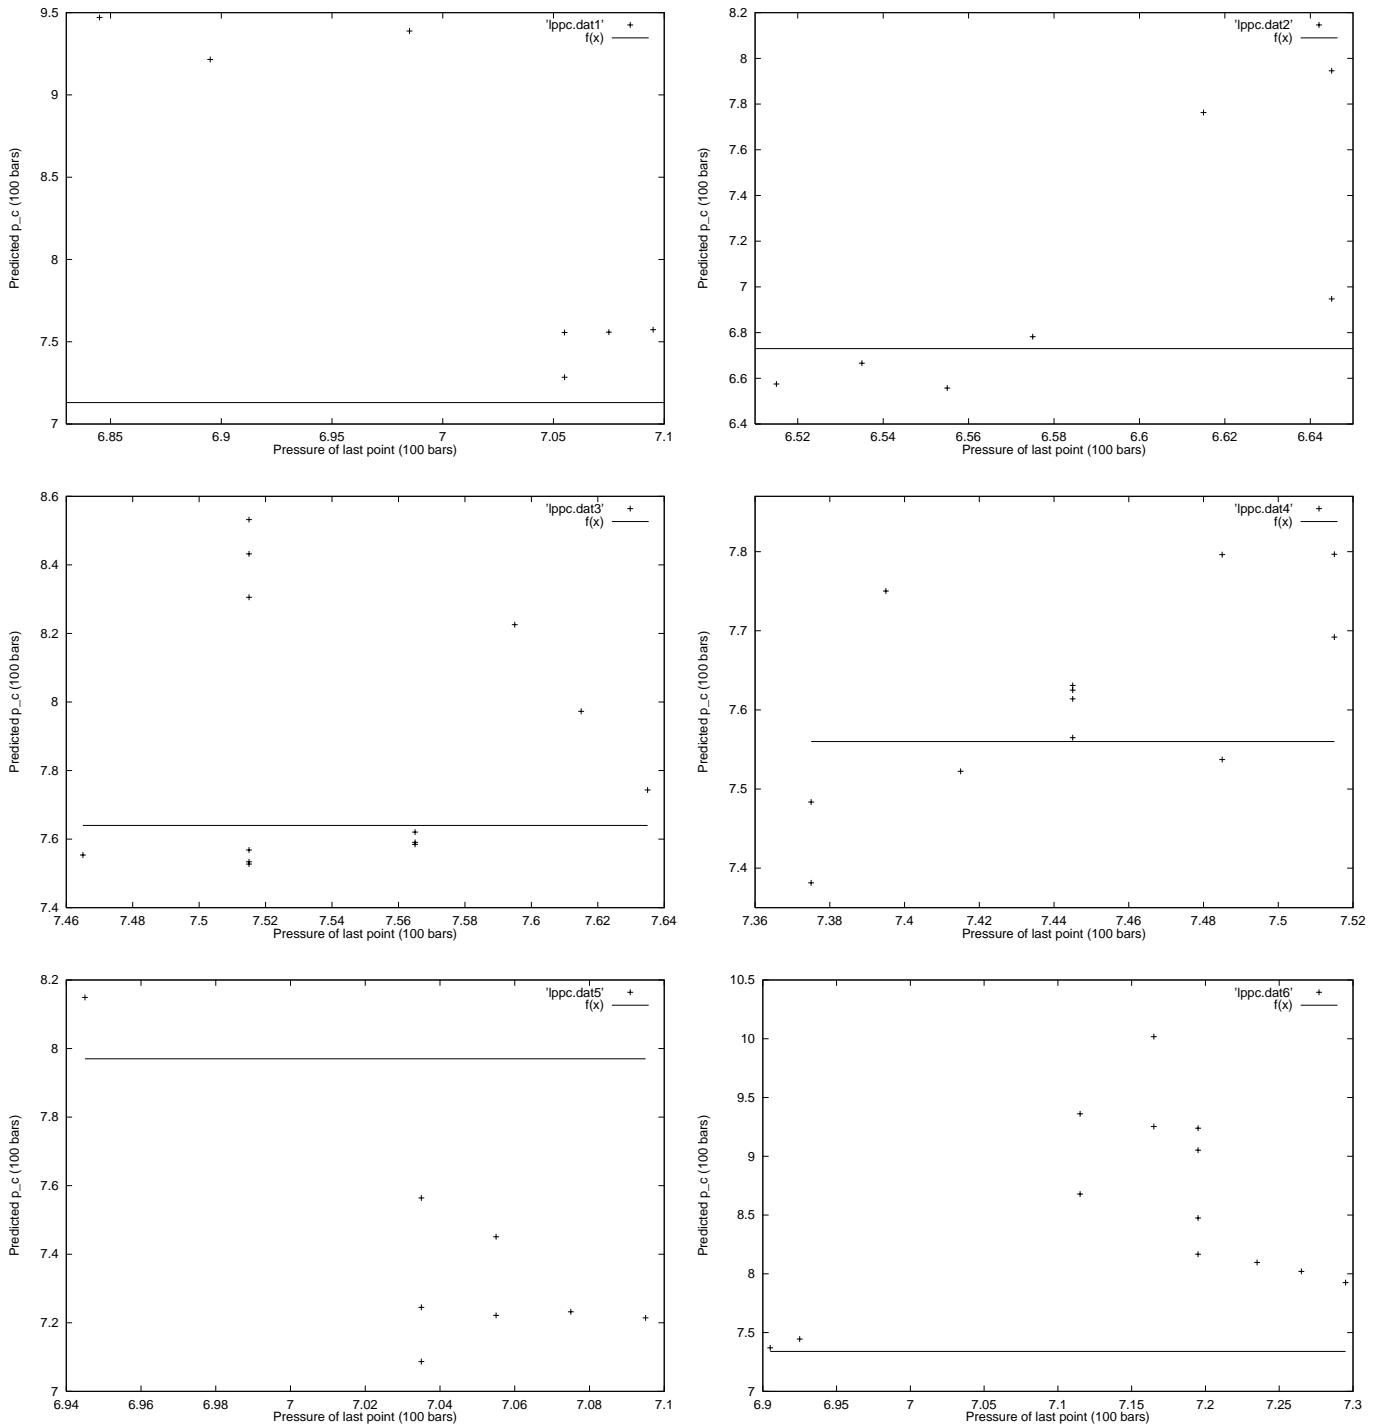 9.5
9
8.5
8
7.5
7
6.85 6.9 6.95 7 7.05 7.1
Predicted p_c (100 bars)
Pressure of last point (100 bars)
'lppc.dat1'
f(x)
8.2
8
7.8
7.6
7.4
7.2
7
6.8
6.6
6.4
6.52 6.54 6.56 6.58 6.6 6.62 6.64
Predicted p_c (100 bars)
Pressure of last point (100 bars)
'lppc.dat2'
f(x)
8.6
8.4
8.2
8
7.8
7.6
7.4
7.46 7.48 7.5 7.52 7.54 7.56 7.58 7.6 7.62 7.64
Predicted p_c (100 bars)
Pressure of last point (100 bars)
'lppc.dat3'
f(x)
7.8
7.7
7.6
7.5
7.4
7.36 7.38 7.4 7.42 7.44 7.46 7.48 7.5 7.52
Predicted p_c (100 bars)
Pressure of last point (100 bars)
'lppc.dat4'
f(x)
8.2
8
7.8
7.6
7.4
7.2
7
6.94 6.96 6.98 7 7.02 7.04 7.06 7.08 7.1
Predicted p_c (100 bars)
Pressure of last point (100 bars)
'lppc.dat5'
f(x)
10.5
10
9.5
9
8.5
8
7.5
7
6.9 6.95 7 7.05 7.1 7.15 7.2 7.25 7.3
Predicted p_c (100 bars)
Pressure of last point (100 bars)
'lppc.dat6'
f(x)